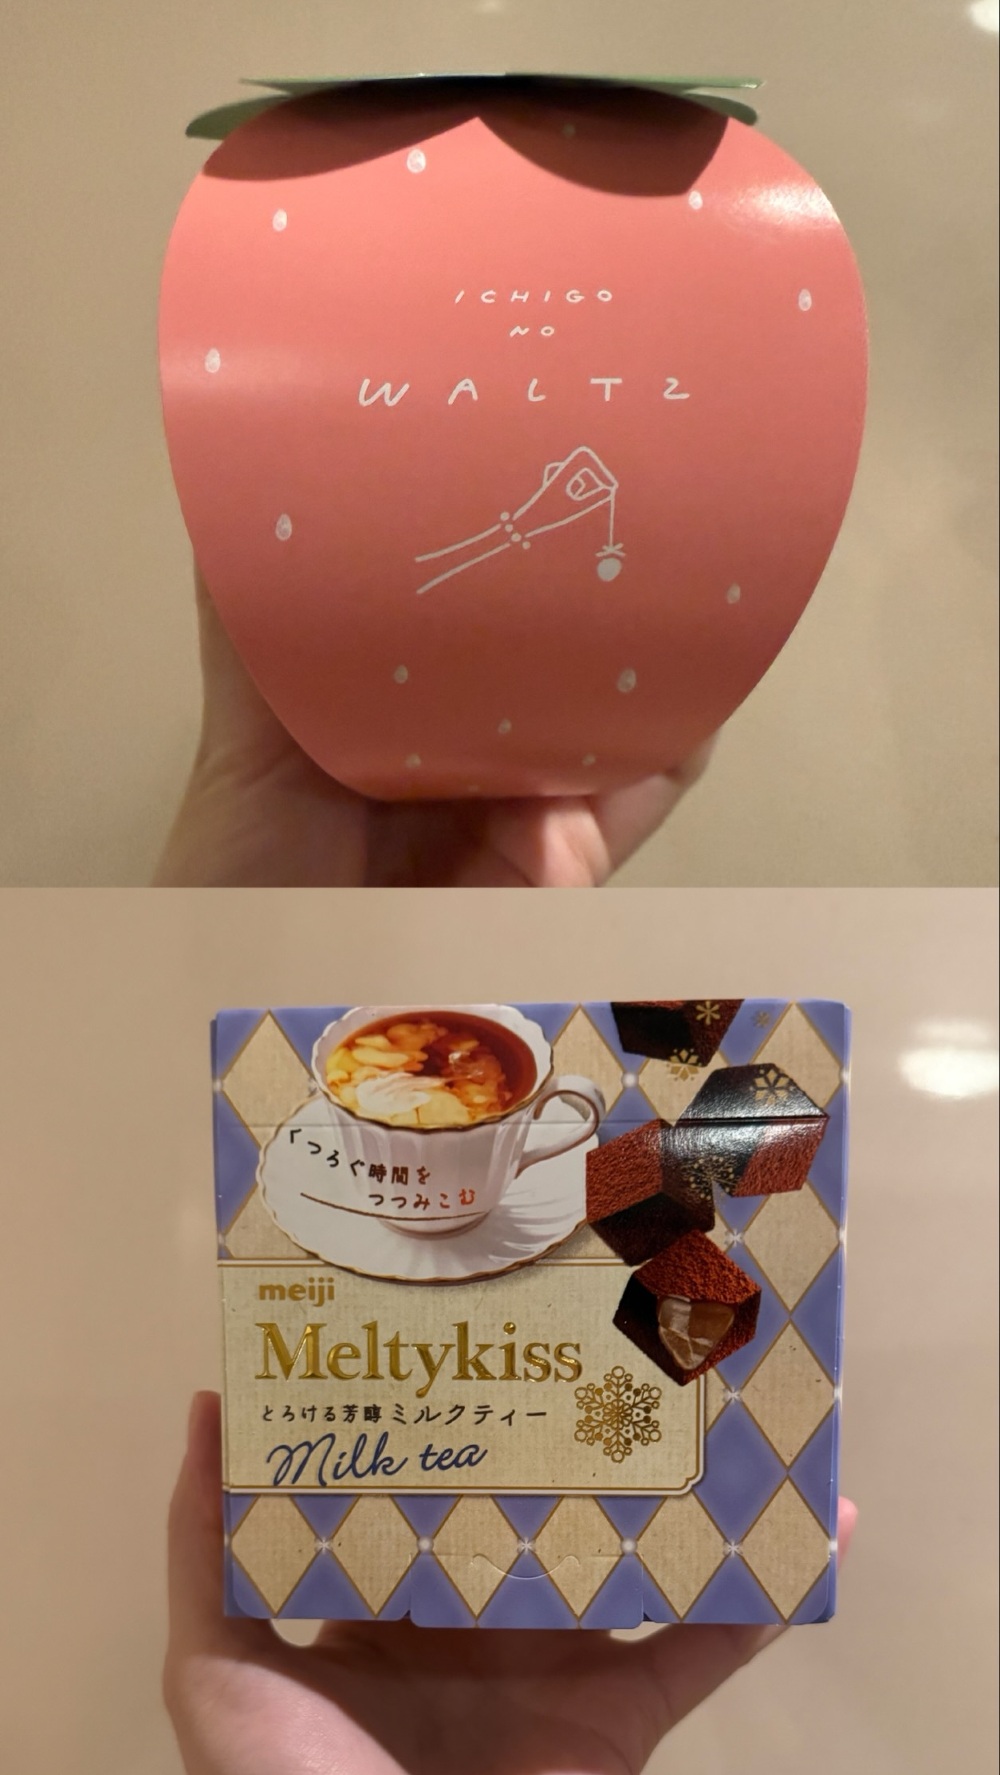 ICHIGO
NO
WALTZ
くつろぐ時間を
つつみこむ
meiji
Meltykiss
とろける芳醇ミルクティー
Milk tea